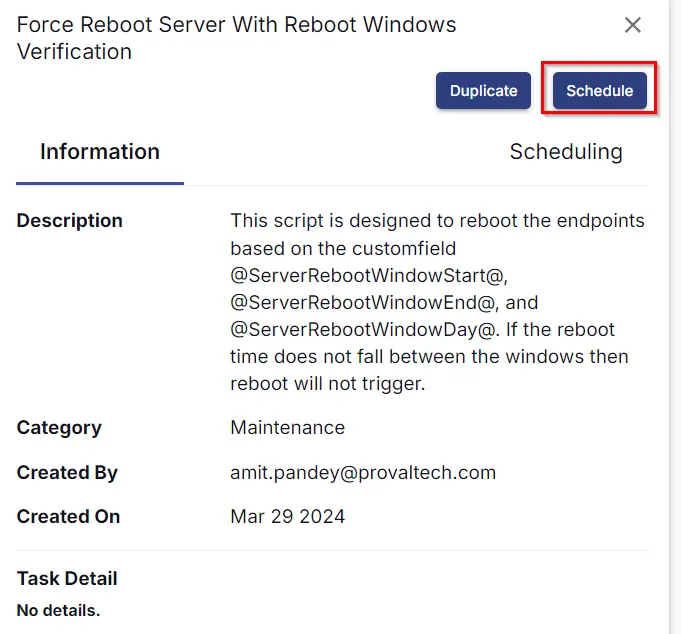 Force Reboot Server With Reboot Windows
Verification
Duplicate
Schedule
Information
Scheduling
Description
This script is designed to reboot the endpoints
based on the customfield
@ServerRebootWindowStart@,
@ServerRebootWindowEnd@, and
@ServerRebootWindowDay@. If the reboot
time does not fall between the windows then
reboot will not trigger.
Category
Maintenance
Created By
amit.pandey@provaltech.com
Created On
Mar 29 2024
Task Detail
No details.